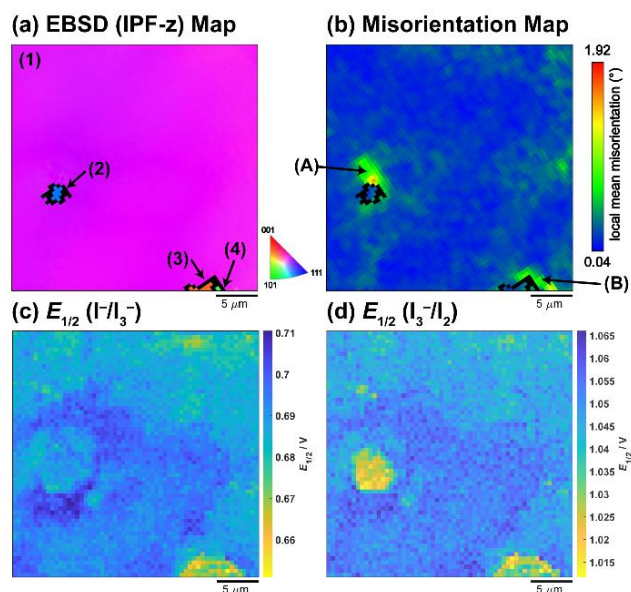 (a) EBSD (IPF-z) Map
(b) Misorientation Map
(1)
(2)
(3)
(4)
001
101
111
5 μm
(A)
(B)
1.92
local mean misorientation (°)
0.04
5 μm
(c) E1/2 (I⁻/I3⁻)
(d) E1/2 (I3⁻/I2)
0.71
0.7
0.69
0.68
0.67
0.66
E1/2 / V
5 μm
1.065
1.06
1.055
1.05
1.045
1.04
1.035
1.03
1.025
1.02
1.015
E1/2 / V
5 μm